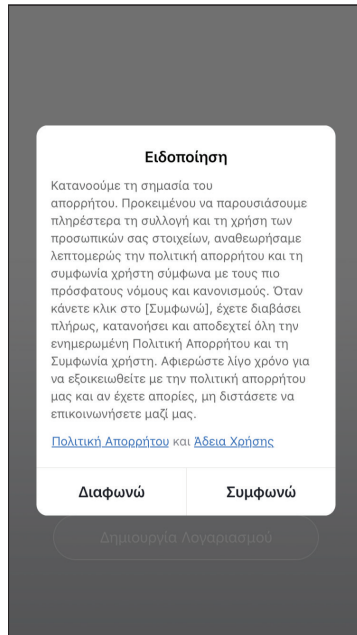 Ειδοποίηση
Κατανοούμε τη σημασία του
απορρήτου. Προκειμένου να παρουσιάσουμε
πληρέστερα τη συλλογή και τη χρήση των
προσωπικών σας στοιχείων, αναθεωρήσαμε
λεπτομερώς την πολιτική απορρήτου και τη
συμφωνία χρήστη σύμφωνα με τους πιο
πρόσφατους νόμους και κανονισμούς. Όταν
κάνετε κλικ στο [Συμφωνώ], έχετε διαβάσει
πλήρως, κατανοήσει και αποδεχτεί όλη την
ενημερωμένη Πολιτική Απορρήτου και τη
Συμφωνία χρήστη. Αφιερώστε λίγο χρόνο για
να εξοικειωθείτε με την πολιτική απορρήτου
μας και αν έχετε απορίες, μη διστάσετε να
επικοινωνήσετε μαζί μας.
Πολιτική Απορρήτου και Άδεια Χρήσης
Διαφωνώ Συμφωνώ
Δημιουργία Λογαριασμού